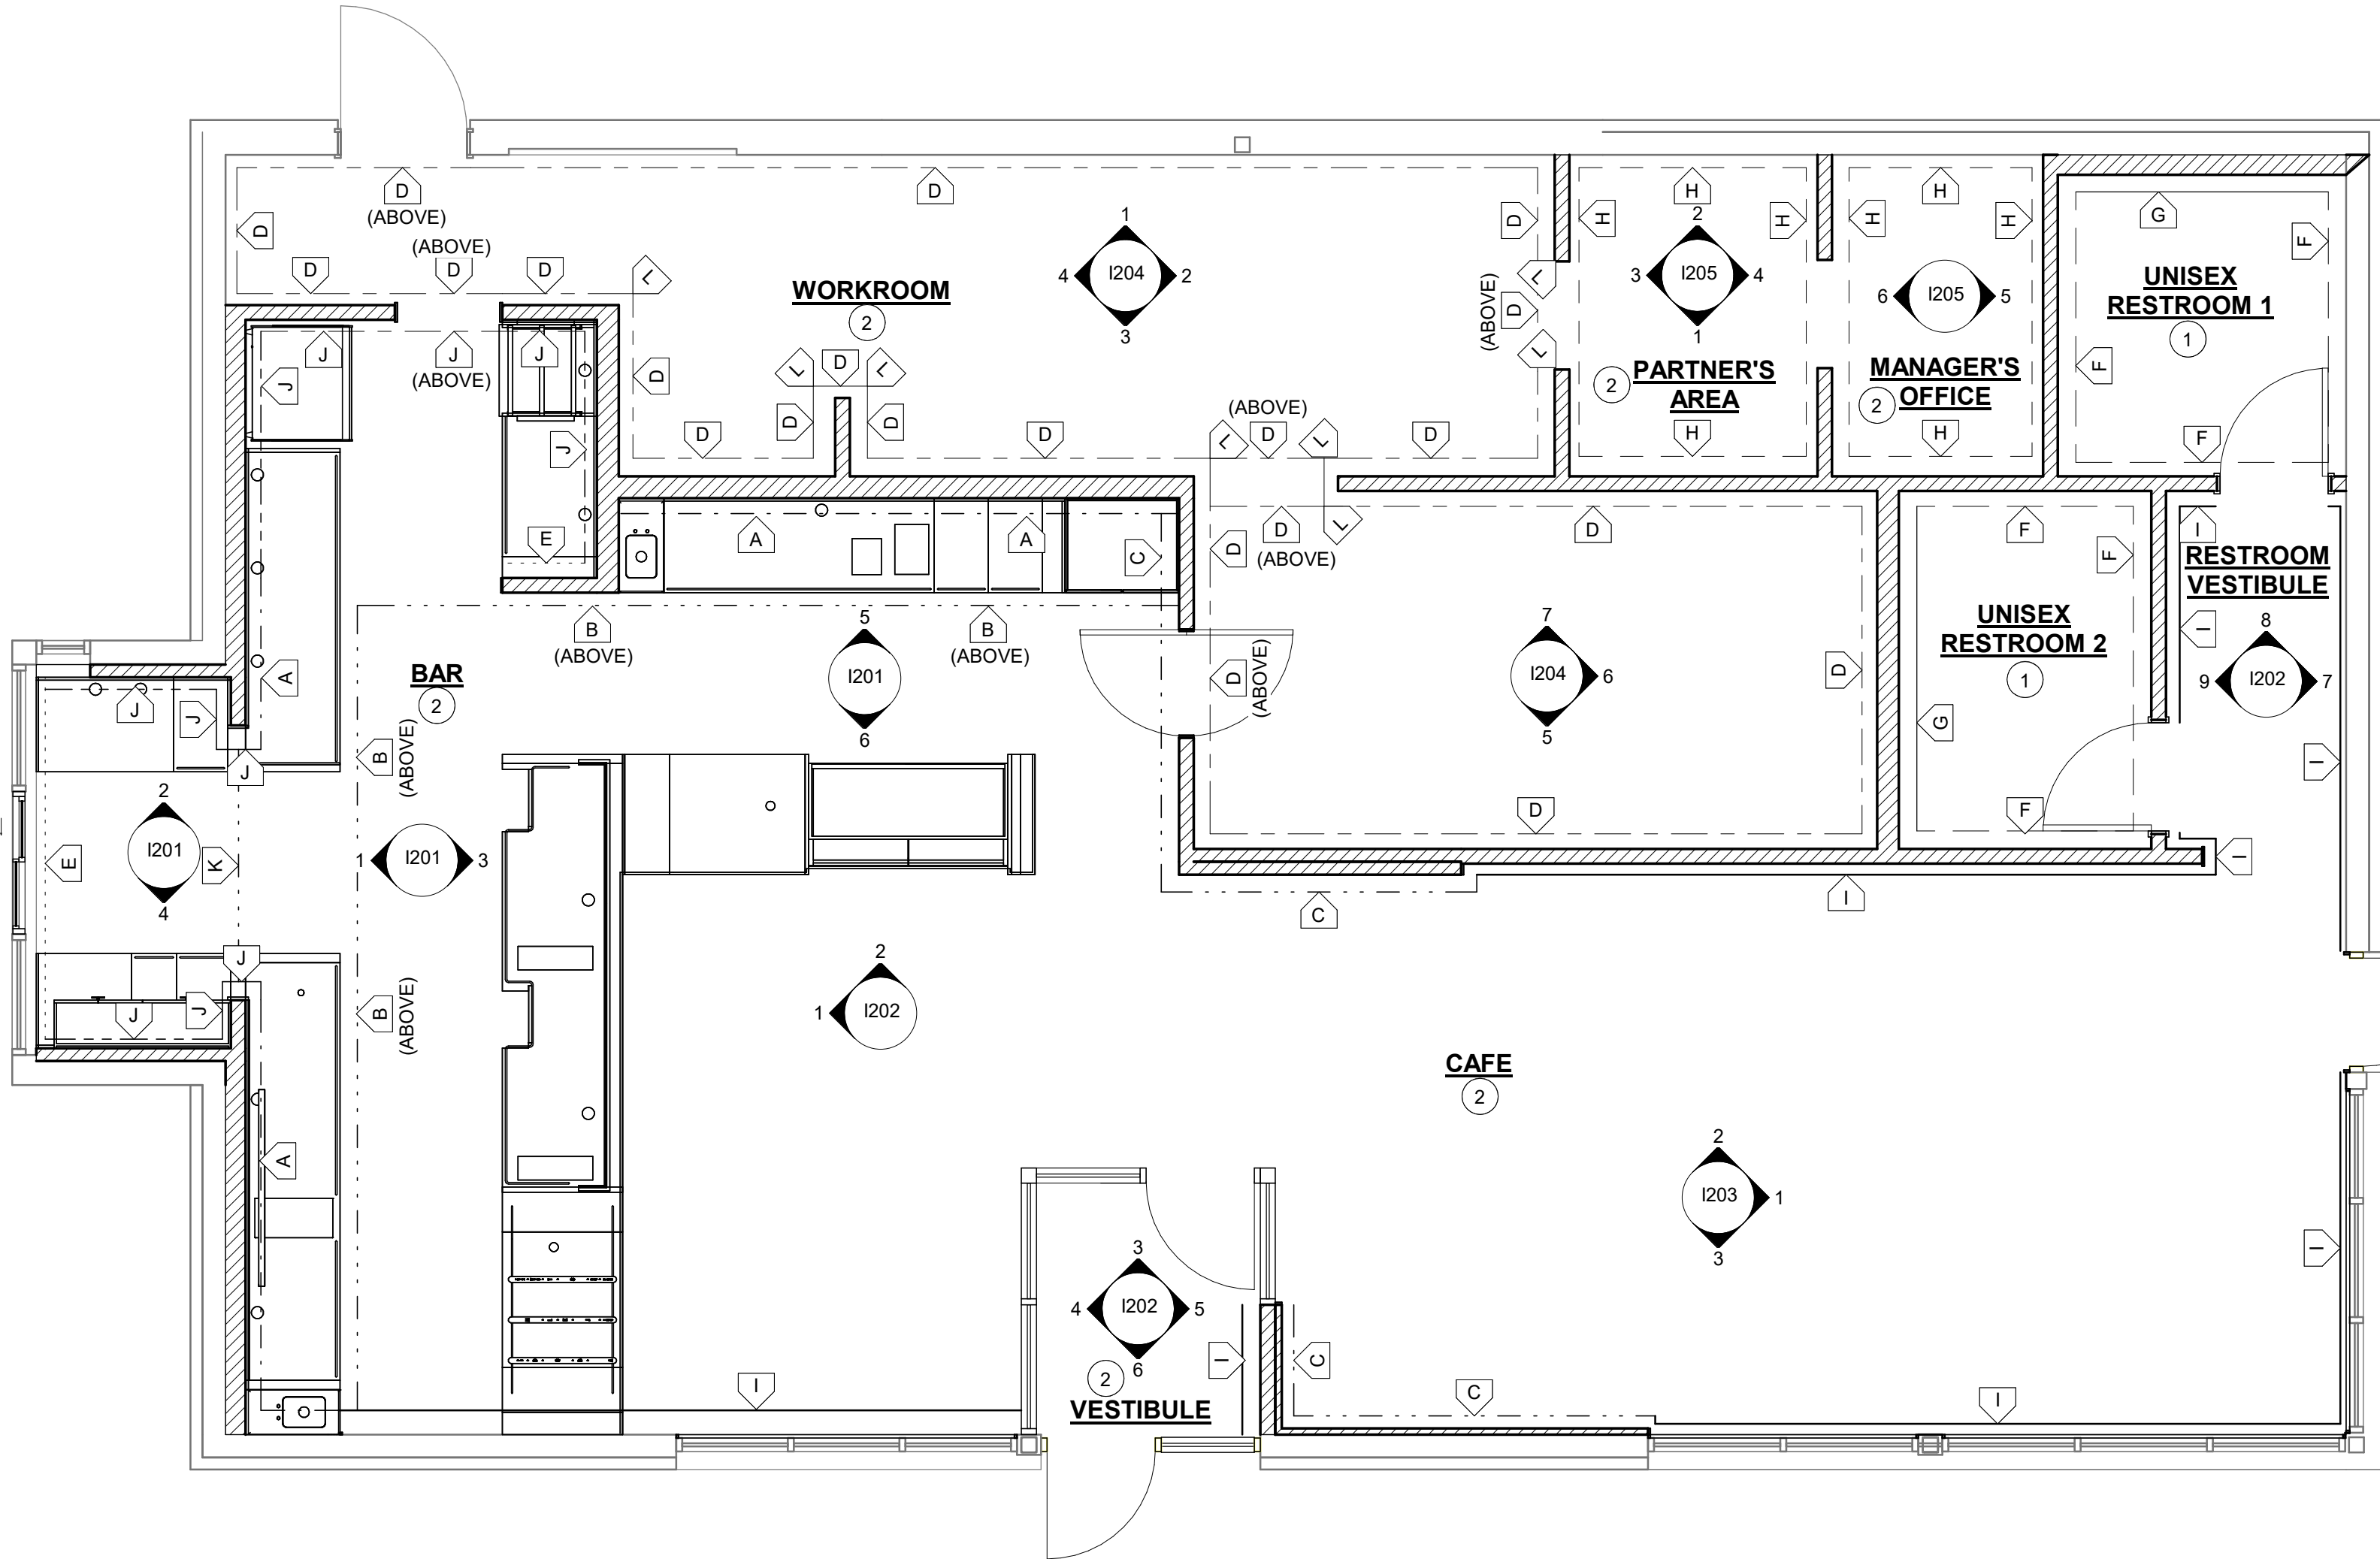 D
(ABOVE)
D
H
H
G
D
(ABOVE)
D
D
D
D
L
1
4
I204
2
3
WORKROOM
2
D
L
D
(ABOVE)
L
H
H
2
3
I205
4
1
2
PARTNER'S
AREA
H
H
H
6
I205
5
MANAGER'S
2
OFFICE
H
F
UNISEX
RESTROOM 1
1
F
F
J
J
(ABOVE)
J
J
J
E
D
L
D
L
D
D
D
D
(ABOVE)
L
D
L
D
A
A
C
D
D
(ABOVE)
L
D
F
F
I
RESTROOM
VESTIBULE
I
8
9
I202
7
I
B
(ABOVE)
B
(ABOVE)
5
I201
6
D
(ABOVE)
7
I204
6
5
D
D
UNISEX
RESTROOM 2
1
G
F
BAR
2
A
J
J
J
B
(ABOVE)
2
I201
4
E
K
1
I201
3
J
J
J
B
(ABOVE)
C
I
I
2
1
I202
CAFE
2
A
2
I203
1
3
I
3
4
I202
5
6
2
VESTIBULE
I
I
C
C
I